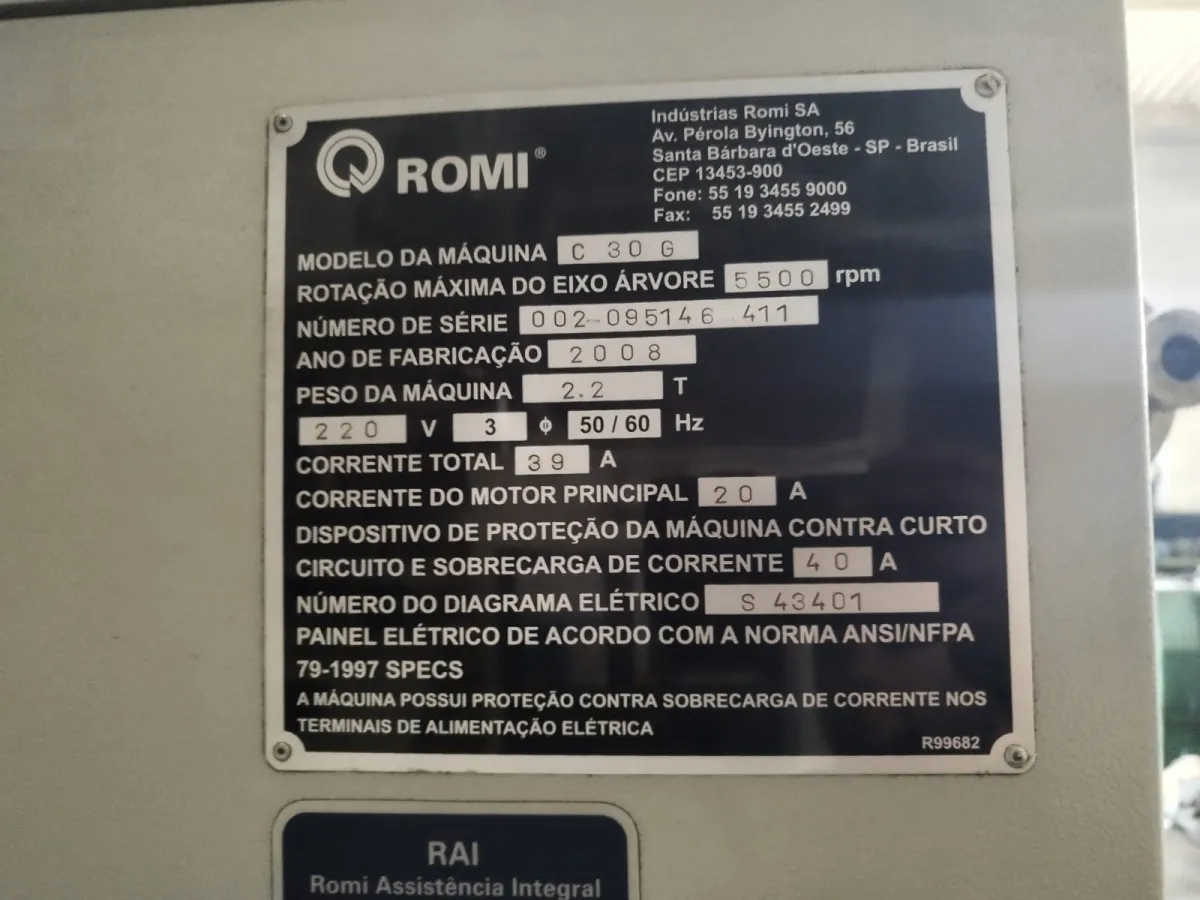 ROMI®
Indústrias Romi SA
Av. Pérola Byington, 56
Santa Bárbara d'Oeste - SP - Brasil
CEP 13453-900
Fone: 55 19 3455 9000
Fax: 55 19 3455 2499
MODELO DA MÁQUINA C 30 G
ROTAÇÃO MÁXIMA DO EIXO ÁRVORE 5500 rpm
NÚMERO DE SÉRIE 002-095146 411
ANO DE FABRICAÇÃO 2008
PESO DA MÁQUINA 2.2 T
220 V 3 ɸ 50 / 60 Hz
CORRENTE TOTAL 39 A
CORRENTE DO MOTOR PRINCIPAL 20 A
DISPOSITIVO DE PROTEÇÃO DA MÁQUINA CONTRA CURTO
CIRCUITO E SOBRECARGA DE CORRENTE 40 A
NÚMERO DO DIAGRAMA ELÉTRICO S 43401
PAINEL ELÉTRICO DE ACORDO COM A NORMA ANSI/NFPA
79-1997 SPECS
A MÁQUINA POSSUI PROTEÇÃO CONTRA SOBRECARGA DE CORRENTE NOS
TERMINAIS DE ALIMENTAÇÃO ELÉTRICA
R99682
RAI
Romi Assistência Integral